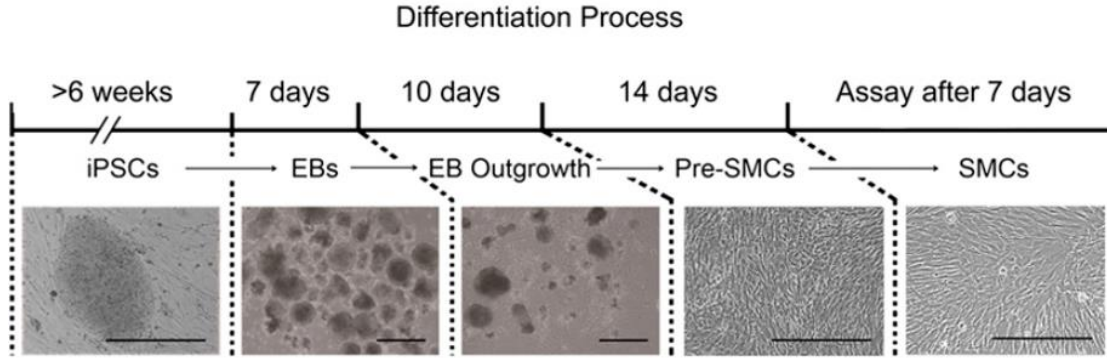 Differentiation Process
>6 weeks 7 days 10 days 14 days Assay after 7 days
iPSCs EBs EB Outgrowth Pre-SMCs SMCs